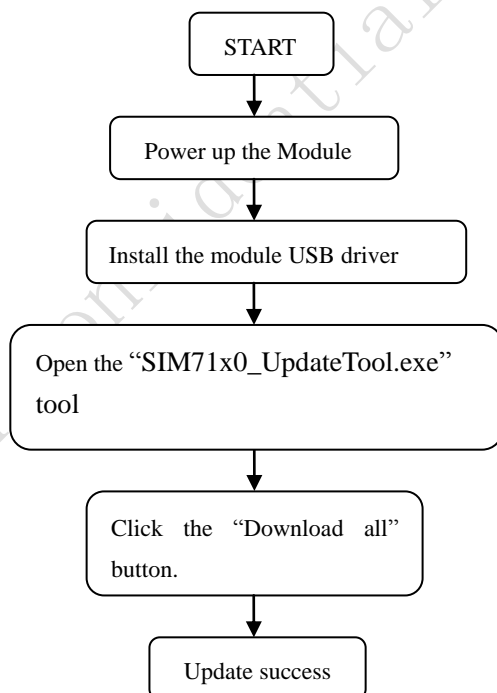 START
Power up the Module
Install the module USB driver
Open the “SIM71x0_UpdateTool.exe”
tool
Click the “Download all”
button.
Update success